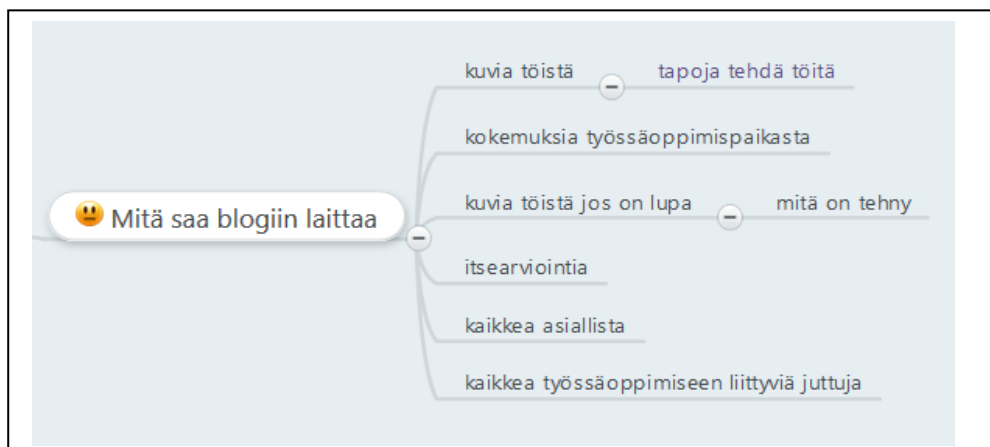 kuvia töistä
tapoja tehdä töitä
kokemuksia työssäoppimispaikasta
Mitä saa blogiin laittaa
kuvia töistä jos on lupa
mitä on tehny
itsearviointia
kaikkea asiallista
kaikkea työssäoppimiseen liittyviä juttuja